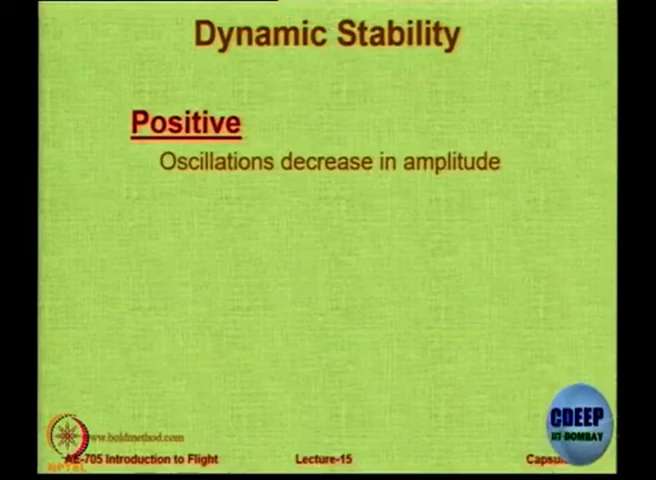 Dynamic Stability
Positive
Oscillations decrease in amplitude
www.boldmethod.com
CDEEP
IIT BOMBAY
NPTEL
AE-705 Introduction to Flight
Lecture-15